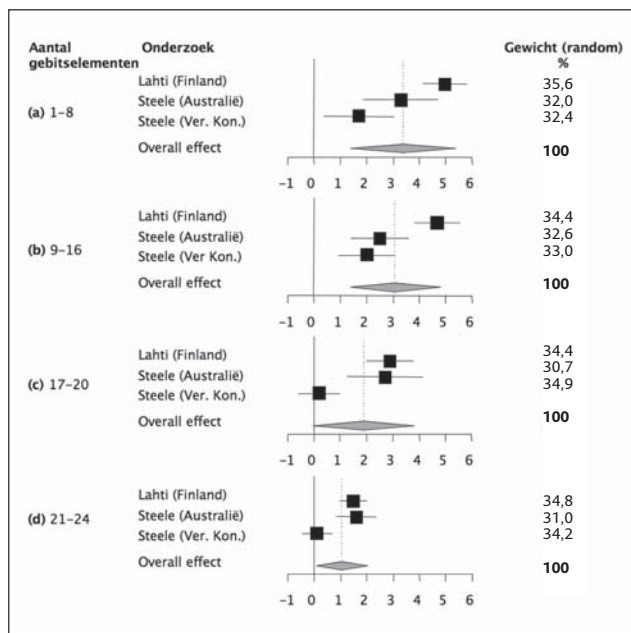 Aantal gebitselementen Onderzoek Gewicht (random) %
Lahti (Finland) 35,6
Steele (Australië) 32,0
(a) 1–8
Steele (Ver. Kon.) 32,4
Overall effect 100
–1 0 1 2 3 4 5 6
Lahti (Finland) 34,4
Steele (Australië) 32,6
(b) 9–16
Steele (Ver Kon.) 33,0
Overall effect 100
–1 0 1 2 3 4 5 6
Lahti (Finland) 34,4
Steele (Australië) 30,7
(c) 17–20
Steele (Ver. Kon.) 34,9
Overall effect 100
–1 0 1 2 3 4 5 6
Lahti (Finland) 34,8
Steele (Australië) 31,0
(d) 21–24
Steele (Ver. Kon.) 34,2
Overall effect 100
–1 0 1 2 3 4 5 6